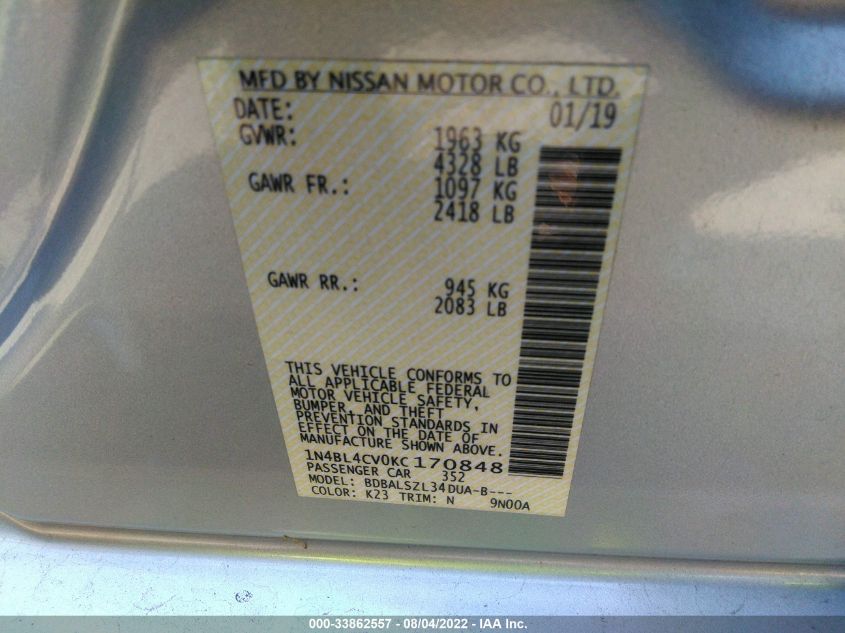 MFD BY NISSAN MOTOR CO., LTD.
DATE: 01/19
GVWR: 1963 KG
4328 LB
GAWR FR.: 1097 KG
2418 LB
GAWR RR.: 945 KG
2083 LB
THIS VEHICLE CONFORMS TO
ALL APPLICABLE FEDERAL
MOTOR VEHICLE SAFETY,
BUMPER, AND THEFT
PREVENTION STANDARDS IN
EFFECT ON THE DATE OF
MANUFACTURE SHOWN ABOVE.
1N4BL4CV0KC170848
PASSENGER CAR 352
MODEL: BDBALSZL34DUA-B---
COLOR: K23 TRIM: N 9N00A
000-33862557 - 08/04/2022 - IAA Inc.